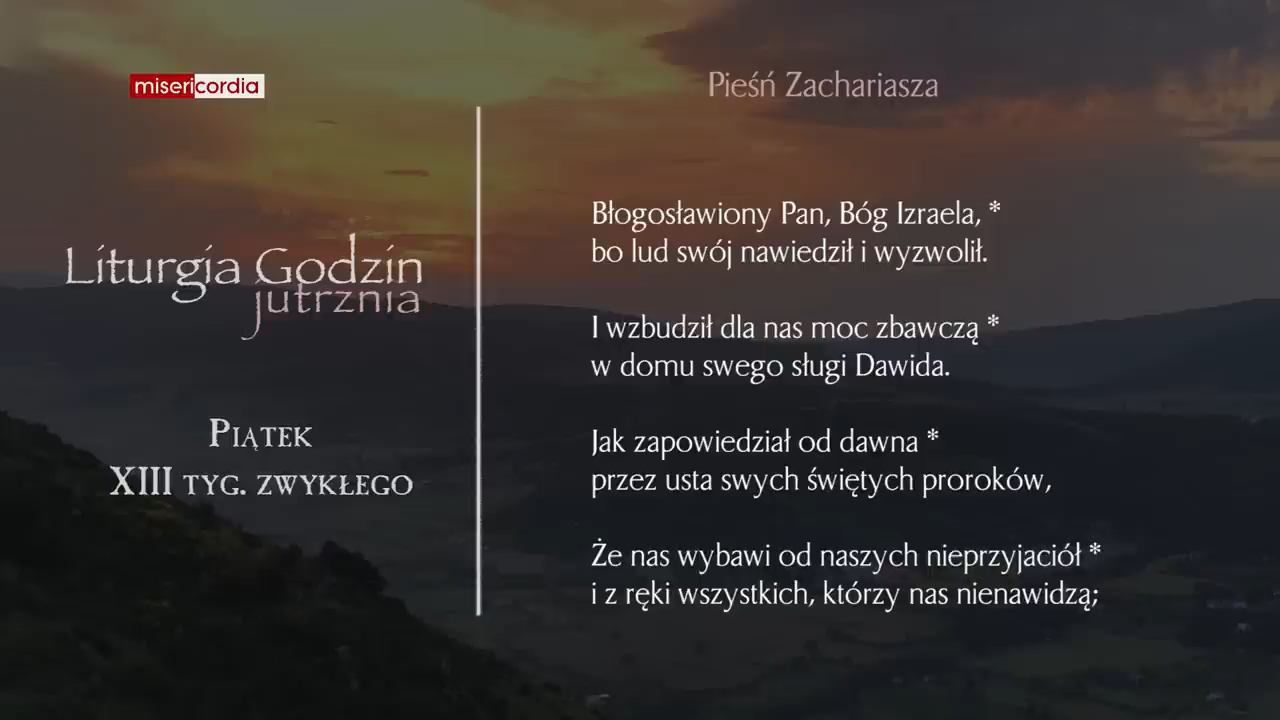 misericordia
Liturgia Godzin
jutrznia
Piątek
XIII tyg. zwykłego
Pieśń Zachariasza
Błogosławiony Pan, Bóg Izraela, *
bo lud swój nawiedził i wyzwolił.
I wzbudził dla nas moc zbawczą *
w domu swego sługi Dawida.
Jak zapowiedział od dawna *
przez usta swych świętych proroków,
Że nas wybawi od naszych nieprzyjaciół *
i z ręki wszystkich, którzy nas nienawidzą;